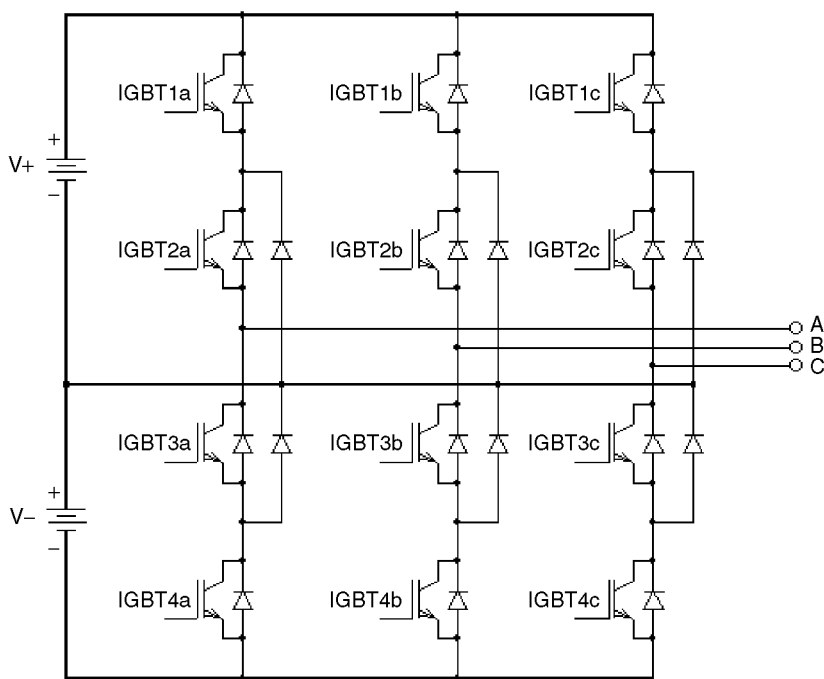 IGBT1a IGBT1b IGBT1c
+
V+
−
IGBT2a IGBT2b IGBT2c
A
B
C
IGBT3a IGBT3b IGBT3c
+
V−
−
IGBT4a IGBT4b IGBT4c